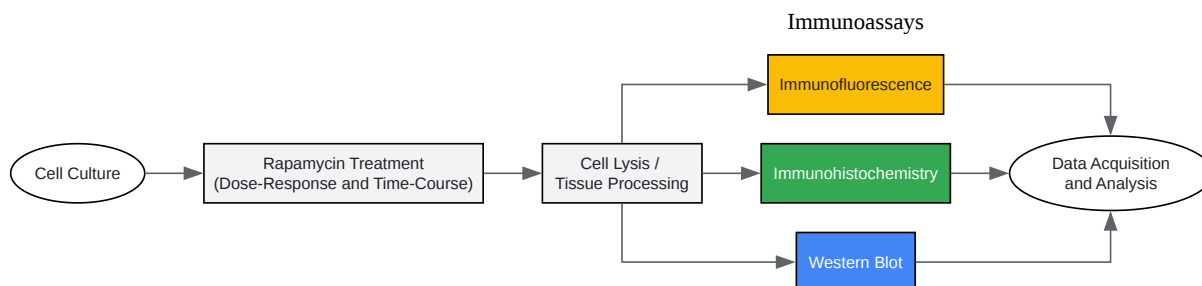 Immunoassays
Immunofluorescence
Cell Culture
Rapamycin Treatment
(Dose-Response and Time-Course)
Cell Lysis /
Tissue Processing
Immunohistochemistry
Data Acquisition
and Analysis
Western Blot